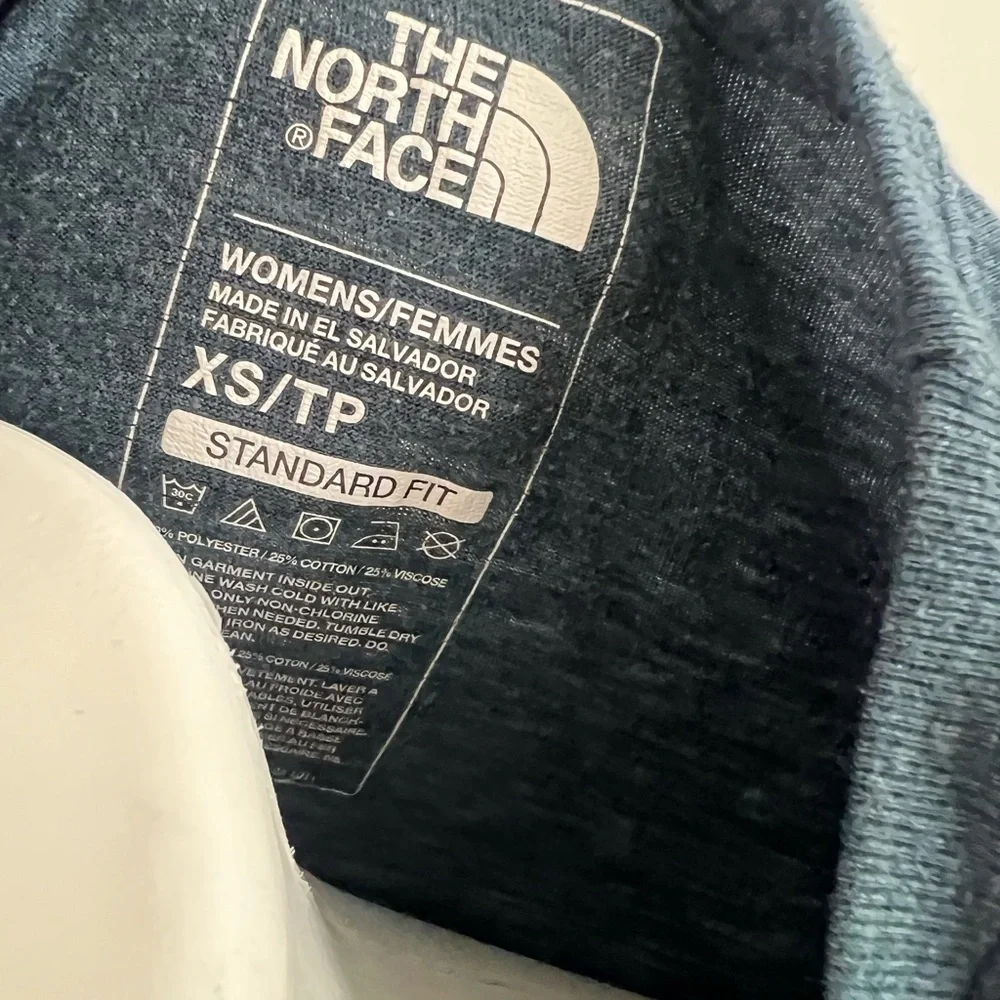 THE
NORTH
® FACE
WOMENS/FEMMES
MADE IN EL SALVADOR
FABRIQUÉ AU SALVADOR
XS/TP
STANDARD FIT
30C
% POLYESTER / 25% COTTON / 25% VISCOSE
GARMENT INSIDE OUT.
WASH COLD WITH LIKE
ONLY NON-CHLORINE
WHEN NEEDED. TUMBLE DRY
IRON AS DESIRED. DO
25% COTON / 25% VISCOSE
LAVER À
FROIDE AVEC
UTILISER
DE BLANCH-
SI NÉCESSAIRE.
À BASSE